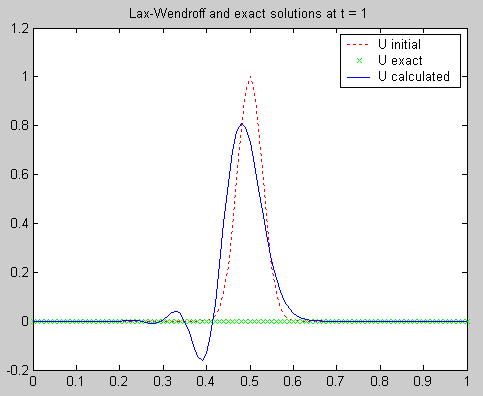 Lax-Wendroff and exact solutions at t = 1
1.2
U initial
U exact
U calculated
1
0.8
0.6
0.4
0.2
0
-0.2
0 0.1 0.2 0.3 0.4 0.5 0.6 0.7 0.8 0.9 1